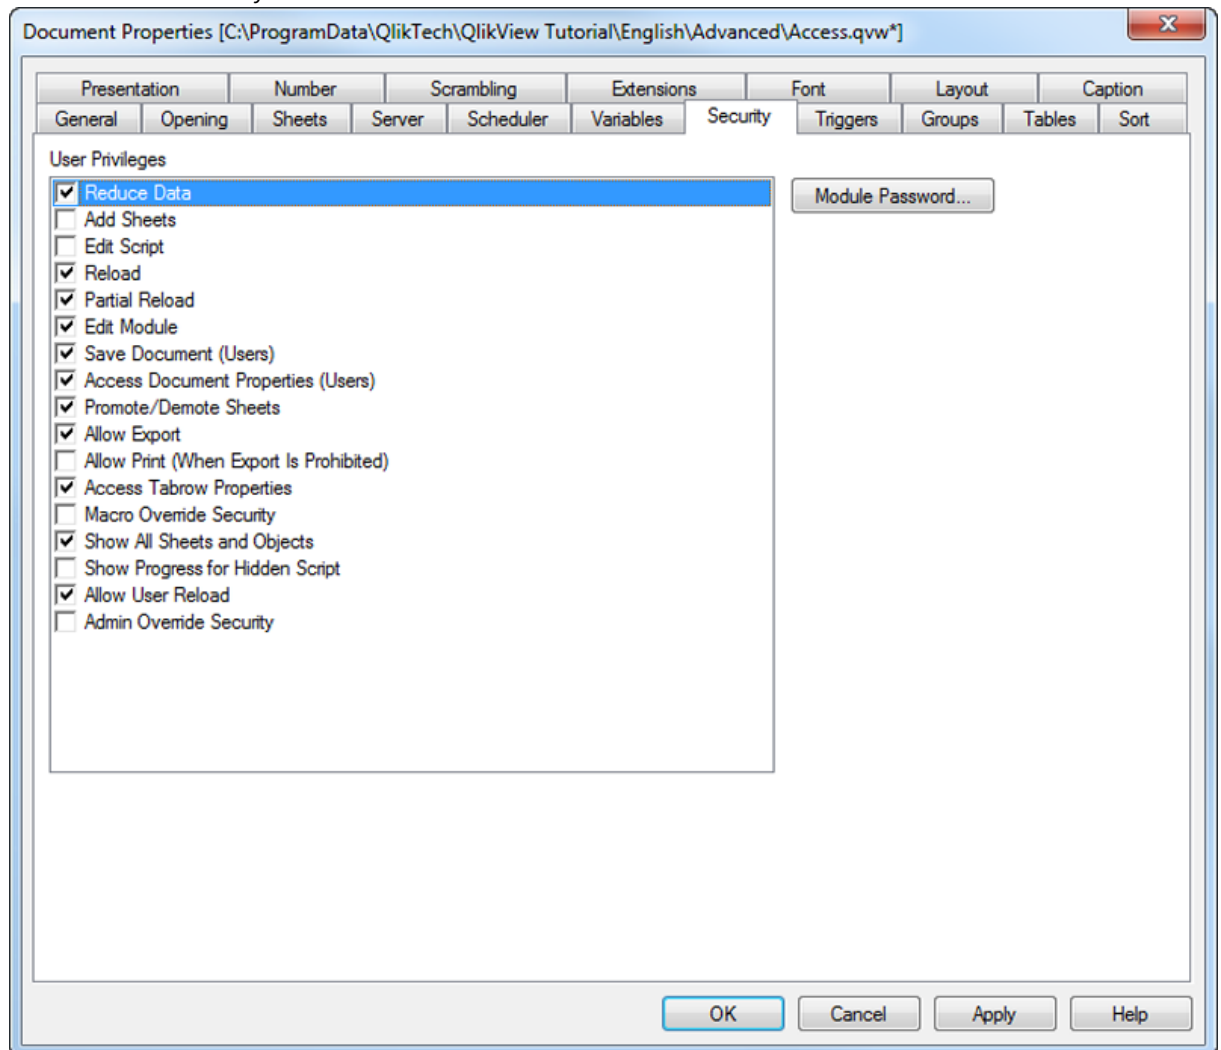 Document Properties [C:\ProgramData\QlikTech\QlikView Tutorial\English\Advanced\Access.qvw*]
Presentation Number Scrambling Extensions Font Layout Caption
General Opening Sheets Server Scheduler Variables Security Triggers Groups Tables Sort
User Privileges
Reduce Data
Module Password...
Add Sheets
Edit Script
Reload
Partial Reload
Edit Module
Save Document (Users)
Access Document Properties (Users)
Promote/Demote Sheets
Allow Export
Allow Print (When Export Is Prohibited)
Access Tabrow Properties
Macro Override Security
Show All Sheets and Objects
Show Progress for Hidden Script
Allow User Reload
Admin Override Security
OK Cancel Apply Help